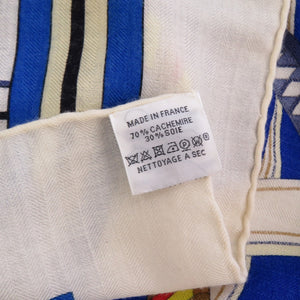 MADE IN FRANCE
70% CACHEMIRE
30% SOIE
NETTOYAGE A SEC